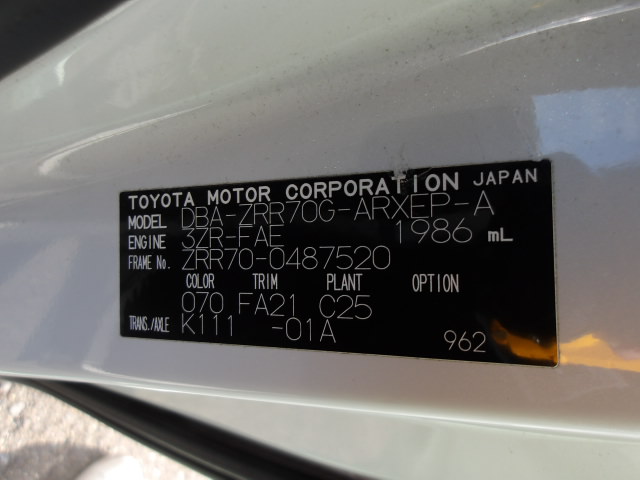 TOYOTA MOTOR CORPORATION JAPAN
MODEL DBA-ZRR70G-ARXEP-A
ENGINE 3ZR-FAE 1986 mL
FRAME No. ZRR70-0487520
COLOR TRIM PLANT OPTION
070 FA21 C25
TRANS./AXLE K111 -01A
962